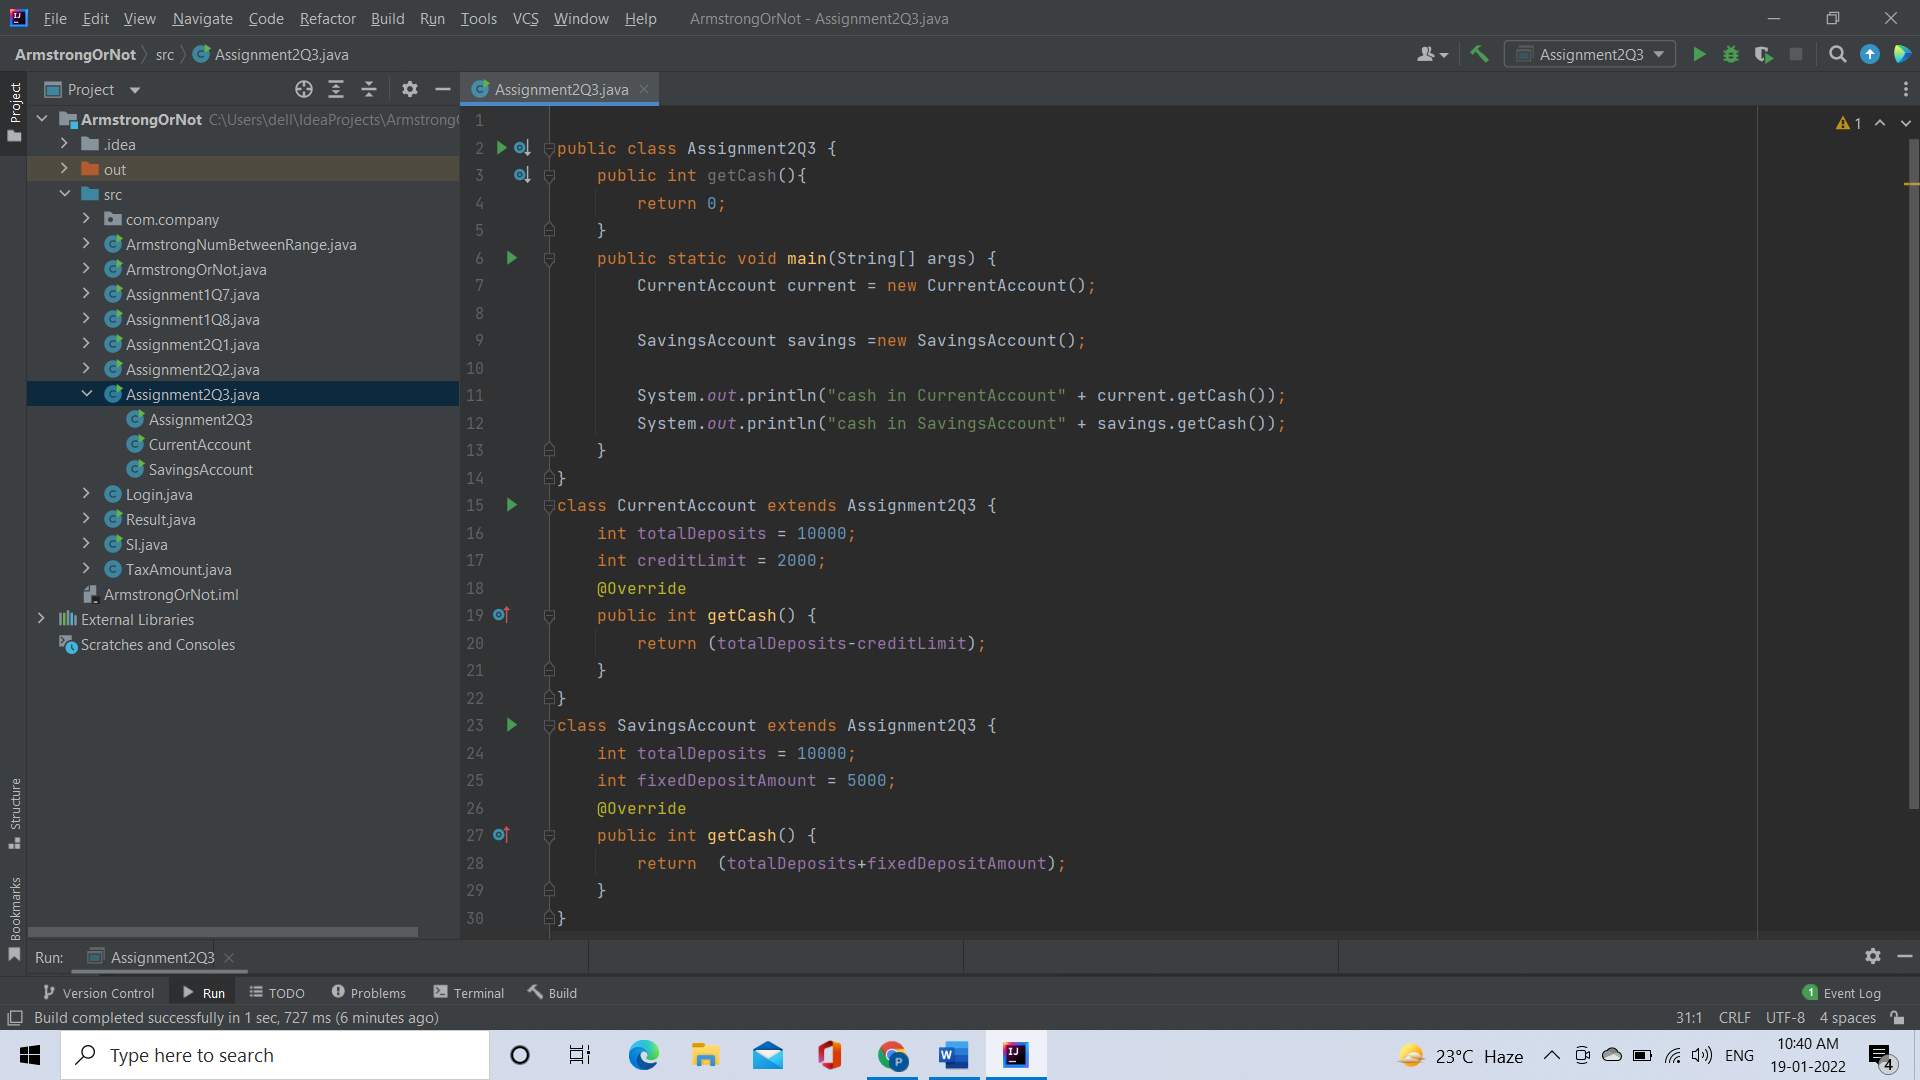 File Edit View Navigate Code Refactor Build Run Tools VCS Window Help ArmstrongOrNot - Assignment2Q3.java
ArmstrongOrNot src Assignment2Q3.java Assignment2Q3
Project Assignment2Q3.java
Project
ArmstrongOrNot C:\Users\dell\IdeaProjects\Armstrong
.idea
out
src
com.company
ArmstrongNumBetweenRange.java
ArmstrongOrNot.java
Assignment1Q7.java
Assignment1Q8.java
Assignment2Q1.java
Assignment2Q2.java
Assignment2Q3.java
Assignment2Q3
CurrentAccount
SavingsAccount
Login.java
Result.java
SI.java
TaxAmount.java
ArmstrongOrNot.iml
External Libraries
Scratches and Consoles
Structure
Bookmarks
1
1
2 public class Assignment2Q3 {
3 public int getCash(){
4 return 0;
5 }
6 public static void main(String[] args) {
7 CurrentAccount current = new CurrentAccount();
8
9 SavingsAccount savings =new SavingsAccount();
10
11 System.out.println("cash in CurrentAccount" + current.getCash());
12 System.out.println("cash in SavingsAccount" + savings.getCash());
13 }
14 }
15 class CurrentAccount extends Assignment2Q3 {
16 int totalDeposits = 10000;
17 int creditLimit = 2000;
18 @Override
19 public int getCash() {
20 return (totalDeposits-creditLimit);
21 }
22 }
23 class SavingsAccount extends Assignment2Q3 {
24 int totalDeposits = 10000;
25 int fixedDepositAmount = 5000;
26 @Override
27 public int getCash() {
28 return  (totalDeposits+fixedDepositAmount);
29 }
30 }
Run: Assignment2Q3
Version Control Run TODO Problems Terminal Build 1 Event Log
Build completed successfully in 1 sec, 727 ms (6 minutes ago) 31:1 CRLF UTF-8 4 spaces
Type here to search 23°C Haze ENG 10:40 AM
19-01-2022 4